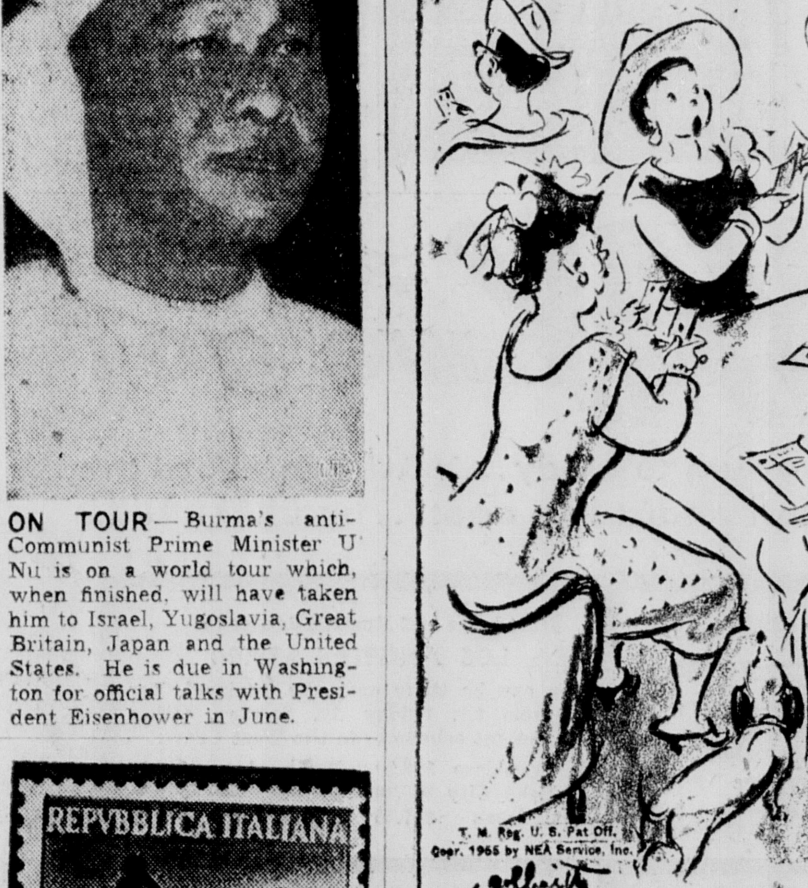 ON TOUR — Burma's anti-
Communist Prime Minister U
Nu is on a world tour which,
when finished, will have taken
him to Israel, Yugoslavia, Great
Britain, Japan and the United
States. He is due in Washing-
ton for official talks with Presi-
dent Eisenhower in June.
REPVBBLICA ITALIANA
T. M. Reg. U. S. Pat Off.
Copr. 1955 by NEA Service, Inc.